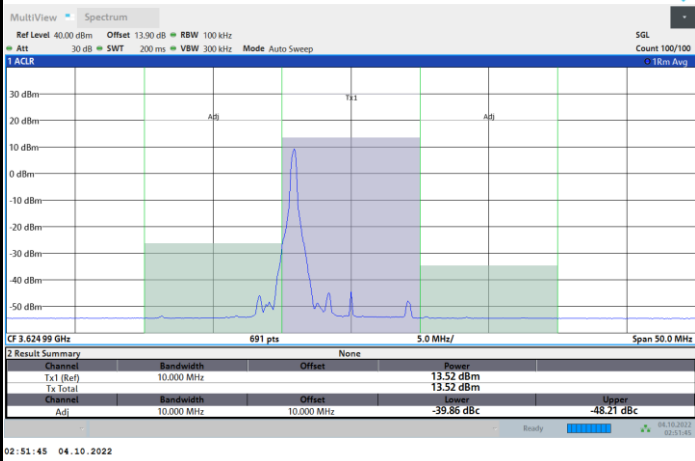 MultiView Spectrum
Ref Level 40.00 dBm Offset 13.90 dB RBW 100 kHz SGL
Att 30 dB SWT 200 ms VBW 300 kHz Mode Auto Sweep Count 100/100
1 ACLR 1Rm Avg
30 dBm
Tx1
20 dBm
Adj Adj
10 dBm
0 dBm
-10 dBm
-20 dBm
-30 dBm
-40 dBm
-50 dBm
CF 3.624 99 GHz 691 pts 5.0 MHz/ Span 50.0 MHz
2 Result Summary None
Channel Bandwidth Offset Power
Tx1 (Ref) 10.000 MHz 13.52 dBm
Tx Total 13.52 dBm
Channel Bandwidth Offset Lower Upper
Adj 10.000 MHz 10.000 MHz -39.86 dBc -48.21 dBc
Ready 04.10.2022
02:51:45
02:51:45 04.10.2022